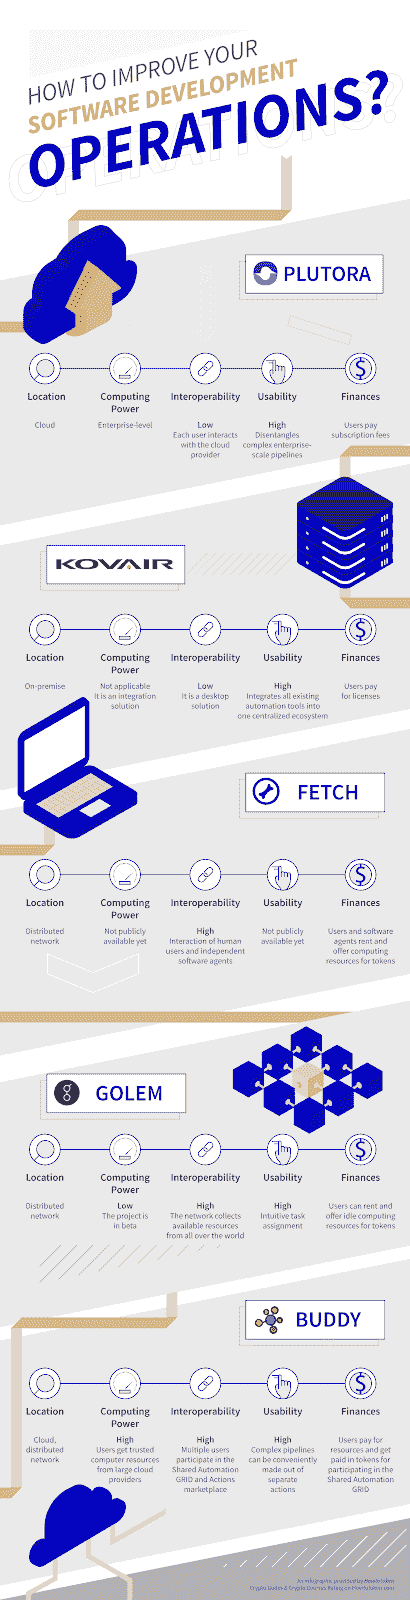 HOW TO IMPROVE YOUR
SOFTWARE DEVELOPMENT
OPERATIONS?
PLUTORA
Location
Cloud
Computing
Power
Enterprise-level
Interoperability
Low
Each user interacts
with the cloud
provider
Usability
High
Disentangles
complex enterprise-
scale pipelines
Finances
Users pay
subscription fees
KOVAIR
Location
On-premise
Computing
Power
Not applicable
It is an integration
solution
Interoperability
Low
It is a desktop
solution
Usability
High
Integrates all existing
automation tools into
one centralized ecosystem
Finances
Users pay
for licenses
FETCH
Location
Distributed
network
Computing
Power
Not publicly
available yet
Interoperability
High
Interaction of human
users and independent
software agents
Usability
Not publicly
available yet
Finances
Users and software
agents rent and
offer computing
resources for tokens
GOLEM
Location
Distributed
network
Computing
Power
Low
The project is
in beta
Interoperability
High
The network collects
available resources
from all over the world
Usability
High
Intuitive task
assignment
Finances
Users can rent and
offer idle computing
resources for tokens
BUDDY
Location
Cloud,
distributed
network
Computing
Power
High
Users get trusted
computer resources
from large cloud
providers
Interoperability
High
Multiple users
participate in the
Shared Automation
GRID and Actions
marketplace
Usability
High
Complex pipelines
can be conveniently
made out of
separate
actions
Finances
Users pay for
resources and get
paid in tokens for
participating in the
Shared Automation
GRID
An infographic provided by
Crypto Guides & Crypto Rating on